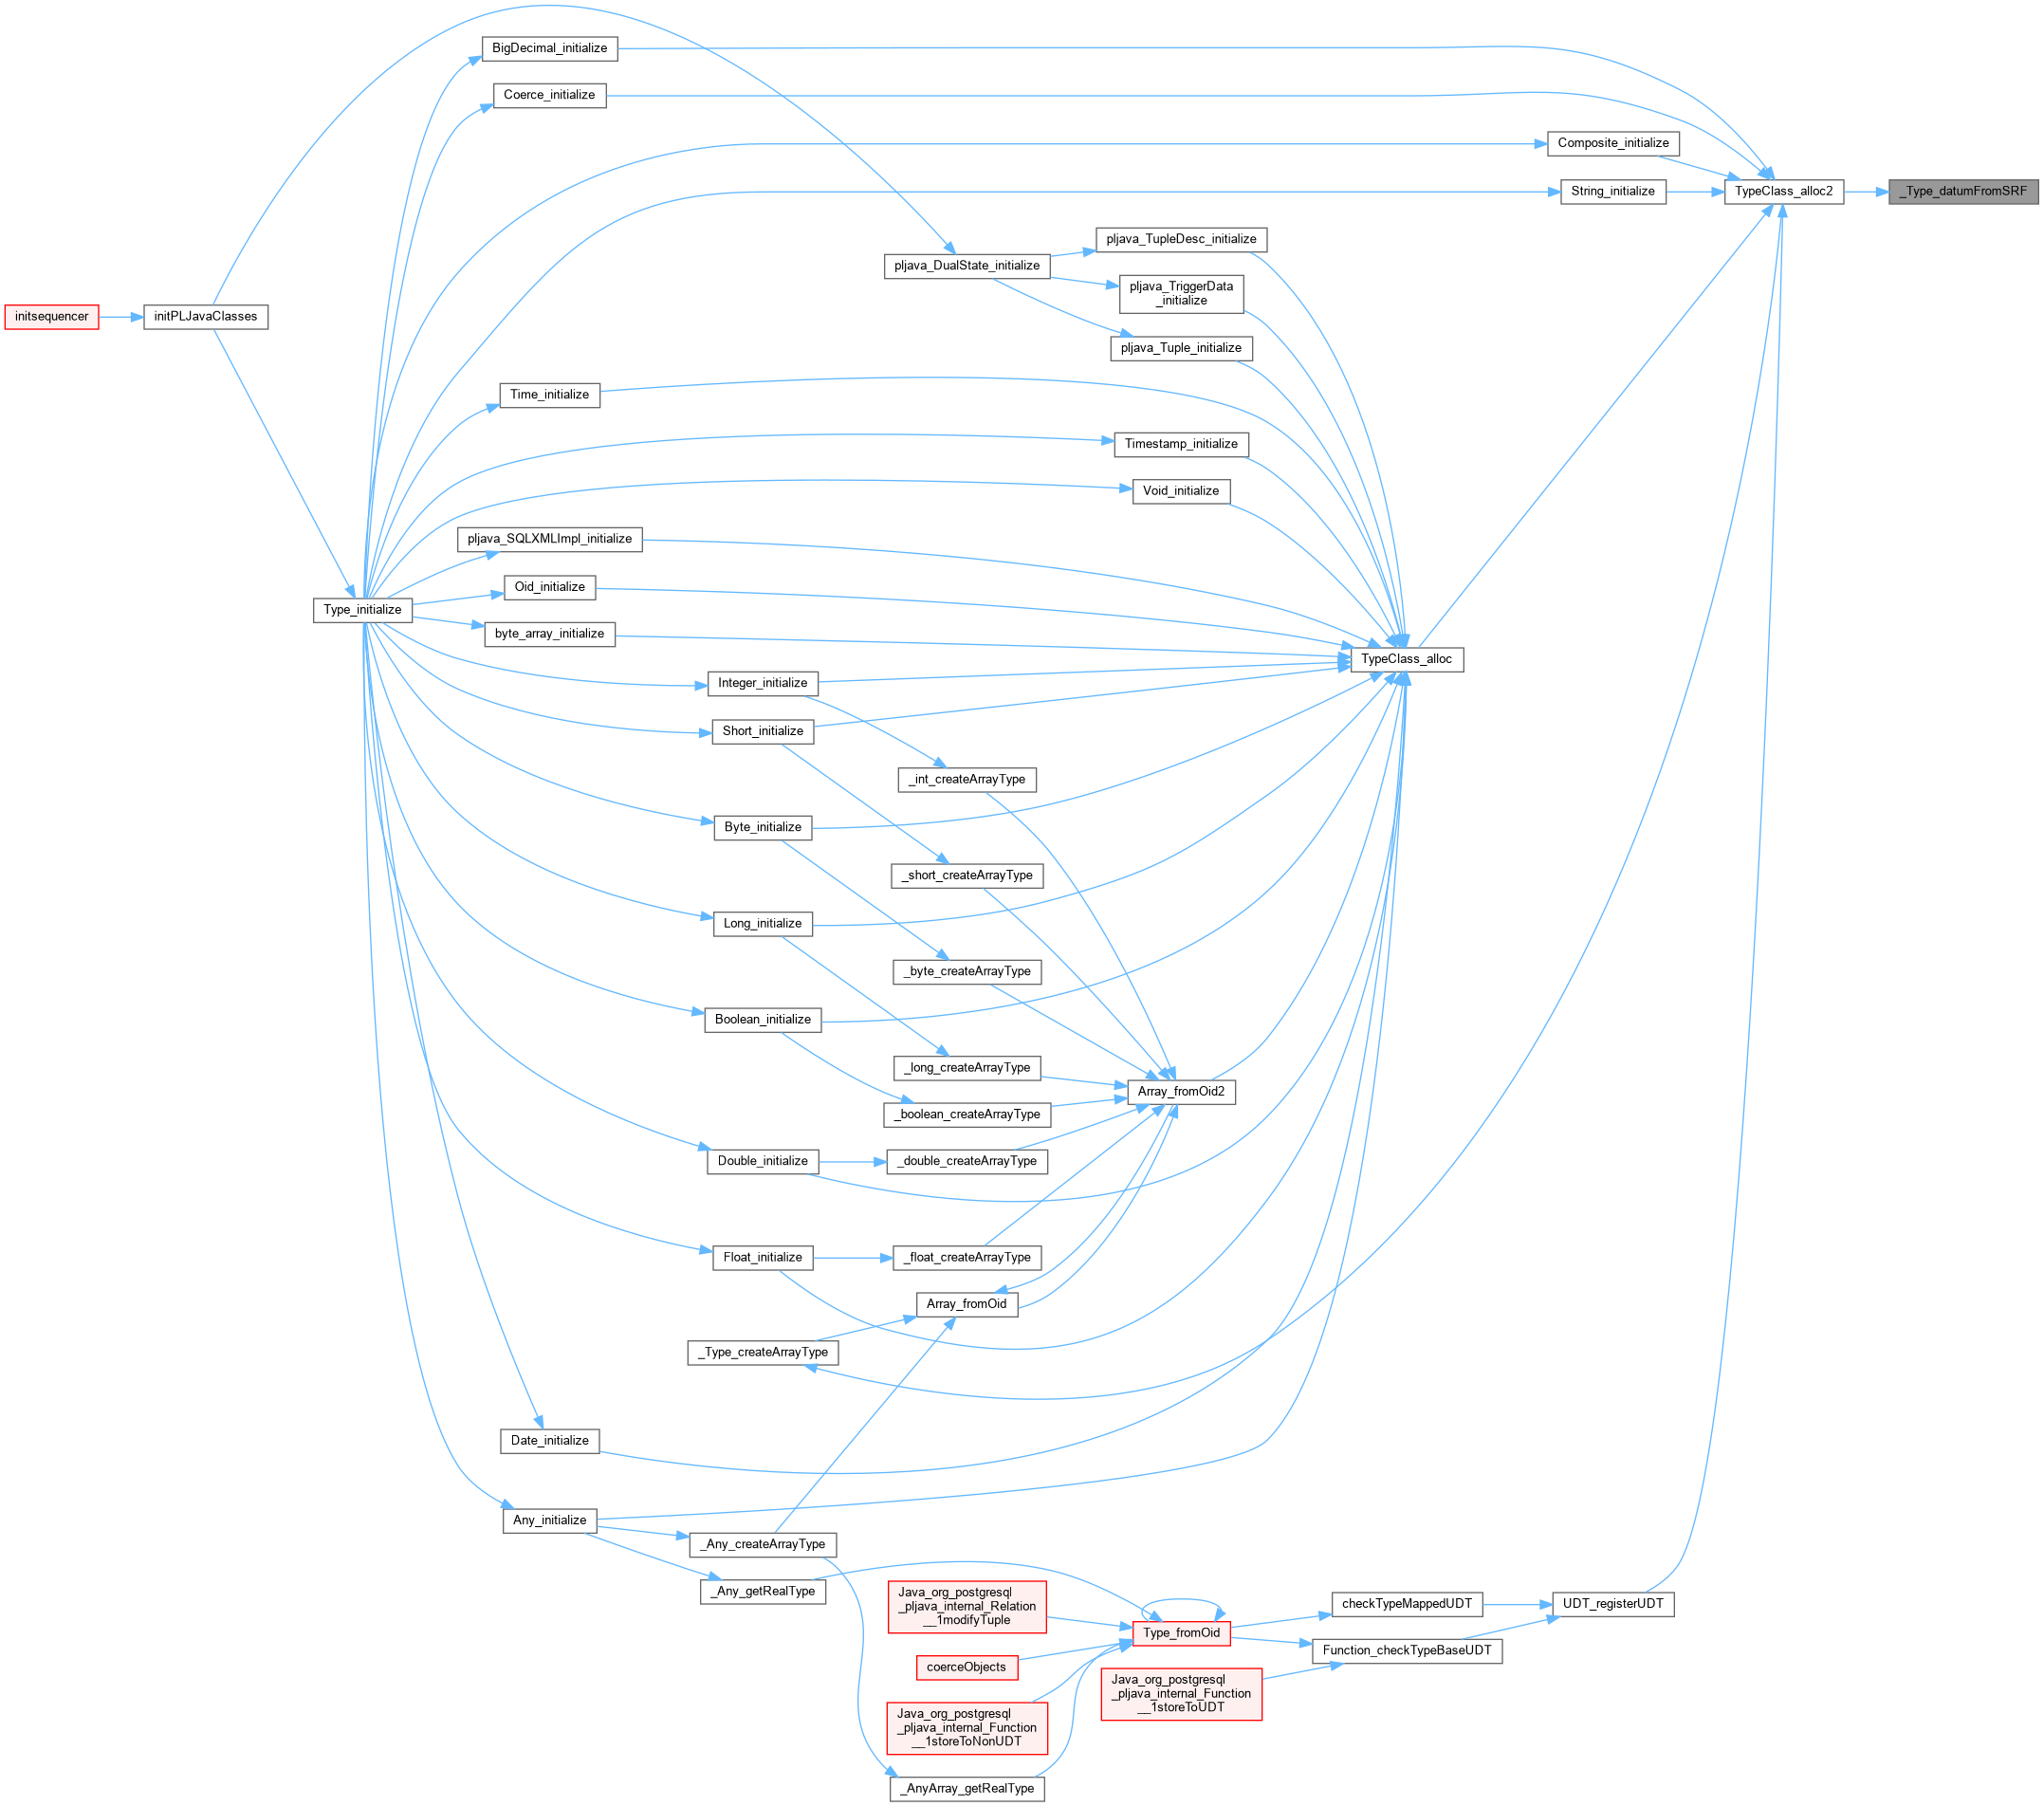 BigDecimal_initialize
Coerce_initialize
Composite_initialize
String_initialize
TypeClass_alloc2
_Type_datumFromSRF
pljava_TupleDesc_initialize
pljava_DualState_initialize
pljava_TriggerData
_initialize
initsequencer
initPLJavaClasses
pljava_Tuple_initialize
Time_initialize
Timestamp_initialize
Void_initialize
pljava_SQLXMLImpl_initialize
Oid_initialize
Type_initialize
byte_array_initialize
TypeClass_alloc
Integer_initialize
Short_initialize
_int_createArrayType
Byte_initialize
_short_createArrayType
Long_initialize
_byte_createArrayType
Boolean_initialize
_long_createArrayType
Array_fromOid2
_boolean_createArrayType
Double_initialize
_double_createArrayType
Float_initialize
_float_createArrayType
Array_fromOid
_Type_createArrayType
Date_initialize
Any_initialize
_Any_createArrayType
_Any_getRealType
Java_org_postgresql
_pljava_internal_Relation
__1modifyTuple
checkTypeMappedUDT
UDT_registerUDT
Type_fromOid
Function_checkTypeBaseUDT
coerceObjects
Java_org_postgresql
_pljava_internal_Function
__1storeToUDT
Java_org_postgresql
_pljava_internal_Function
__1storeToNonUDT
_AnyArray_getRealType